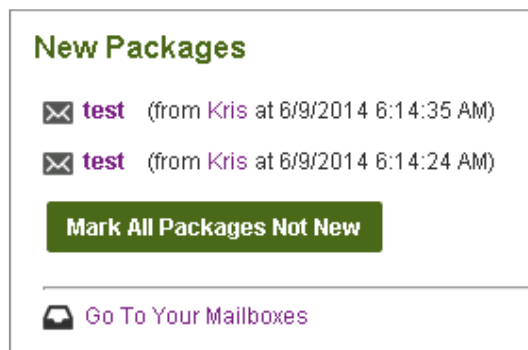 New Packages
test (from Kris at 6/9/2014 6:14:35 AM)
test (from Kris at 6/9/2014 6:14:24 AM)
Mark All Packages Not New
Go To Your Mailboxes